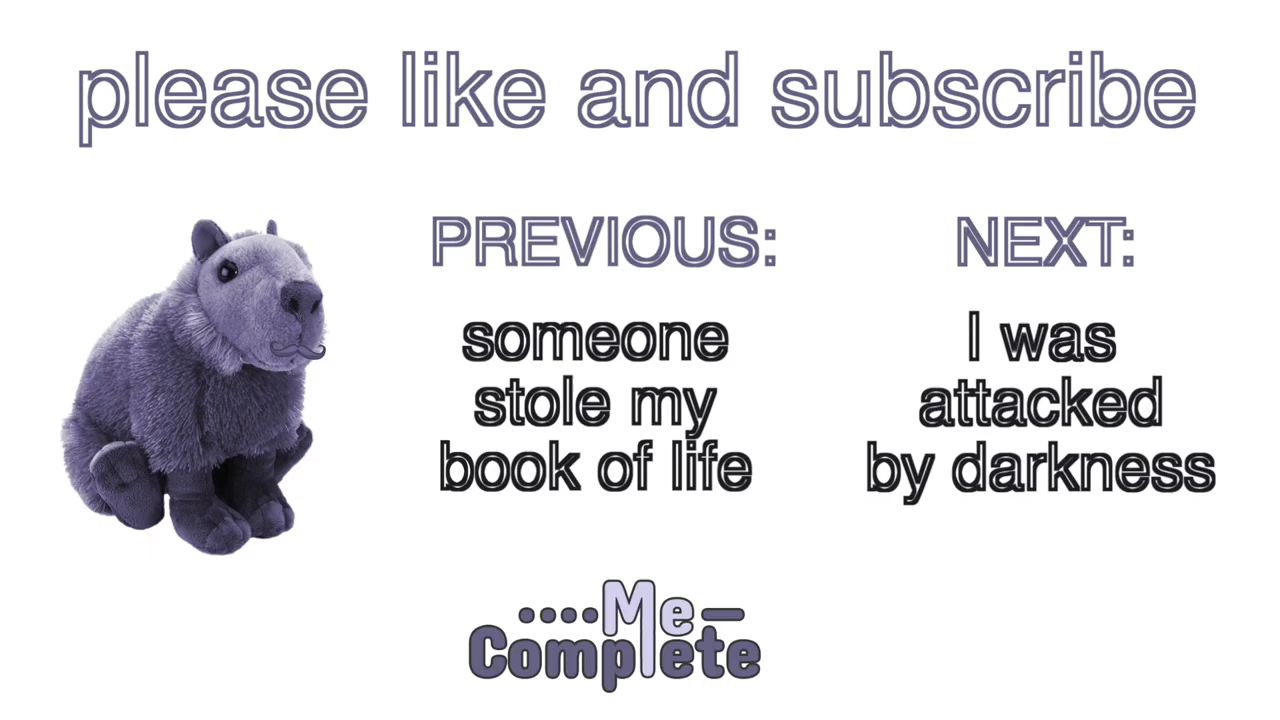 please like and subscribe
PREVIOUS:
someone
stole my
book of life
NEXT:
I was
attacked
by darkness
Me
Complete